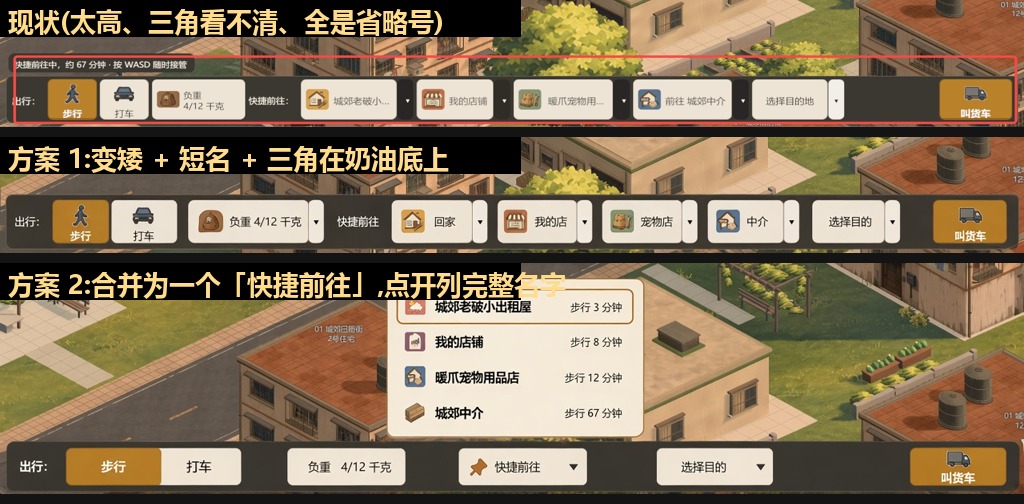 现状(太高、三角看不清、全是省略号)
快捷前往中，约 67 分钟 · 按 WASD 随时接管
出行: 步行 打车 负重 4/12 千克 快捷前往: 城郊老破小... 我的店铺 暖爪宠物用... 前往 城郊中介 选择目的地 叫货车
方案 1:变矮 + 短名 + 三角在奶油底上
出行: 步行 打车 负重 4/12 千克 快捷前往 回家 我的店 宠物店 中介 选择目的 叫货车
方案 2:合并为一个「快捷前往」,点开列完整名字
城郊老破小出租屋 步行 3 分钟
我的店铺 步行 8 分钟
暖爪宠物用品店 步行 12 分钟
城郊中介 步行 67 分钟
2号住宅
出行: 步行 打车 负重 4/12 千克 快捷前往 选择目的 叫货车